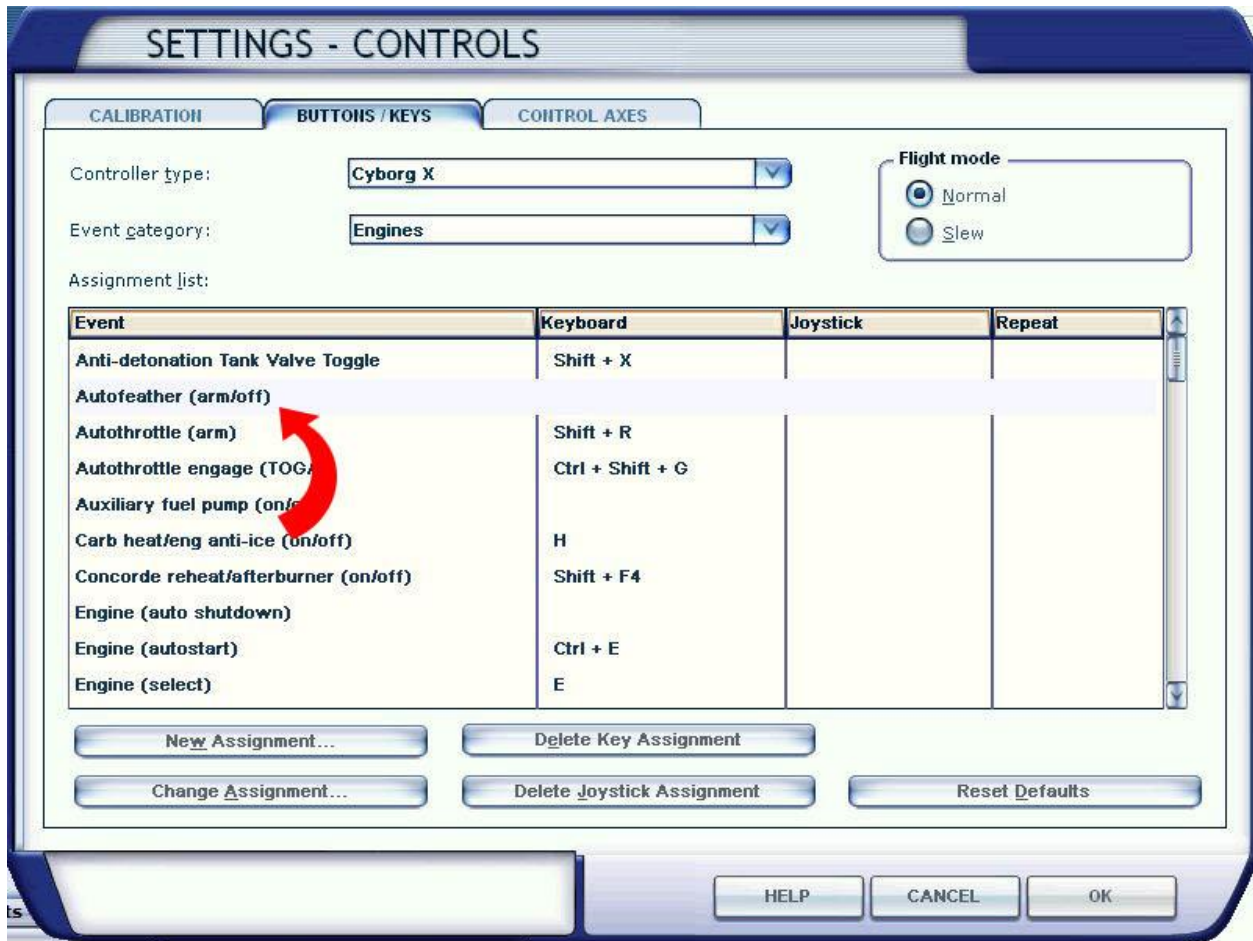 SETTINGS - CONTROLS
CALIBRATION BUTTONS / KEYS CONTROL AXES
Controller type: Cyborg X
Flight mode
Normal
Event category: Engines
Slew
Assignment list:
Event Keyboard Joystick Repeat
Anti-detonation Tank Valve Toggle Shift + X
Autofeather (arm/off)
Autothrottle (arm) Shift + R
Autothrottle engage Ctrl + Shift + G
Auxiliary fuel pump
Carb heat/eng anti-ice (on/off) H
Concorde reheat/afterburner (on/off) Shift + F4
Engine (auto shutdown)
Engine (autostart) Ctrl + E
Engine (select) E
New Assignment... Delete Key Assignment
Change Assignment... Delete Joystick Assignment Reset Defaults
HELP CANCEL OK
ts